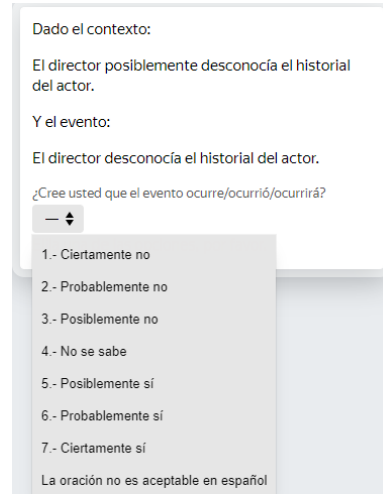 Dado el contexto:
El director posiblemente desconocía el historial
del actor.
Y el evento:
El director desconocía el historial del actor.
¿Cree usted que el evento ocurre/ocurrió/ocurrirá?
—
1.- Ciertamente no
2.- Probablemente no
3.- Posiblemente no
4.- No se sabe
5.- Posiblemente sí
6.- Probablemente sí
7.- Ciertamente sí
La oración no es aceptable en español